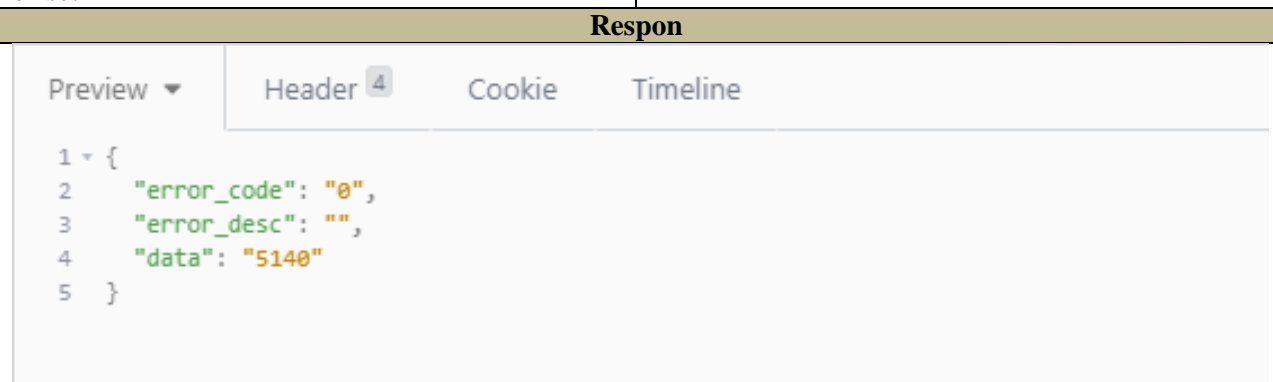 Respon
Preview Header 4 Cookie Timeline
1 {
2 "error_code": "0",
3 "error_desc": "",
4 "data": "5140"
5 }